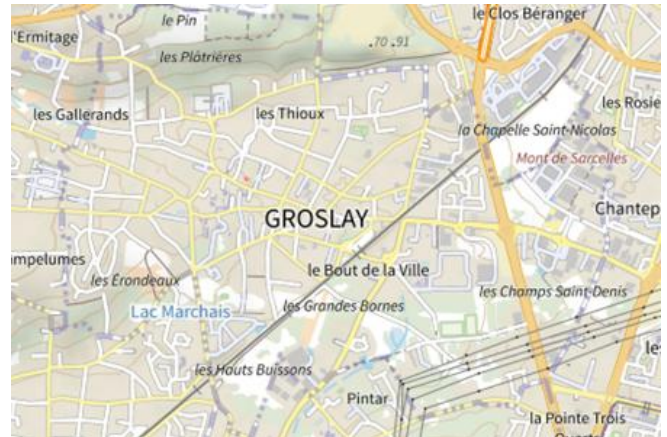 le Clos Béranger
le Pin
l'Ermitage
.70 .91
les Plâtrières
les Gallerands
les Thioux
les Rosie
la Chapelle Saint-Nicolas
Mont de Sarcelles
GROSLAY
Chantep
ampelumes
le Bout de la Ville
les Érondeaux
les Champs Saint-Denis
Lac Marchais
les Grandes Bornes
les
les Hauts Buissons
Pintar
la Pointe Trois